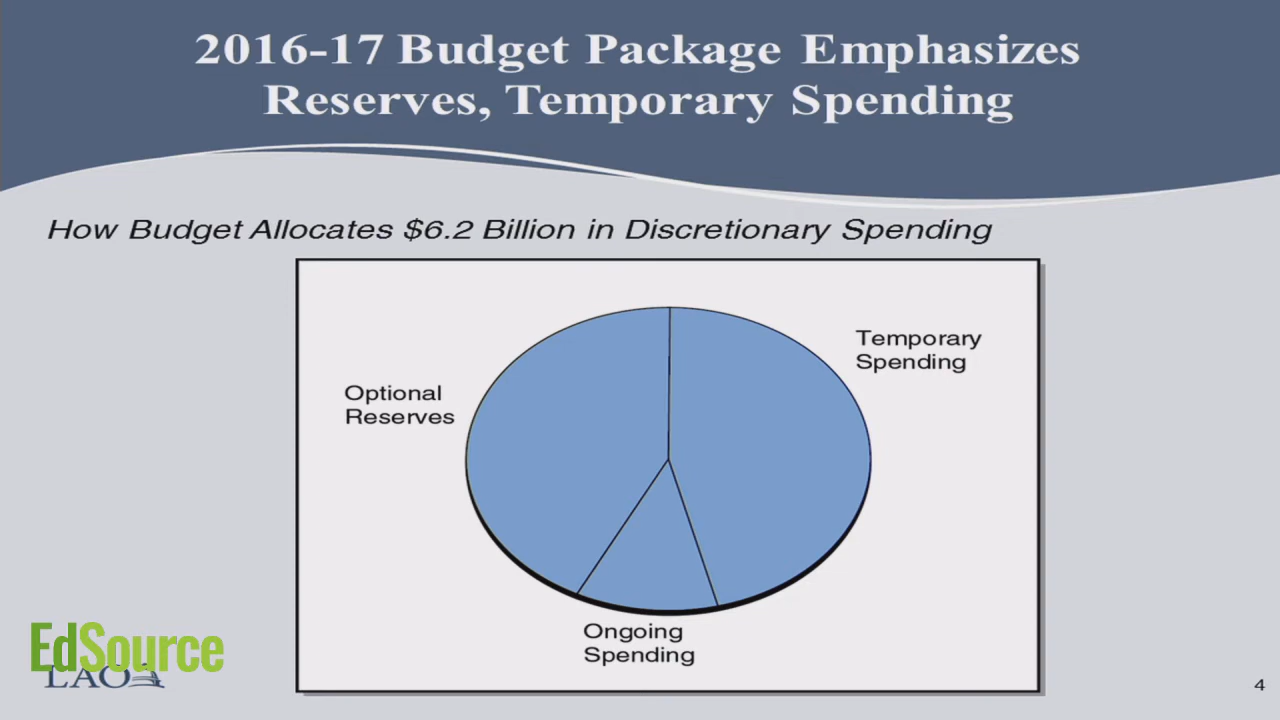 2016-17 Budget Package Emphasizes
Reserves, Temporary Spending
How Budget Allocates $6.2 Billion in Discretionary Spending
Temporary
Spending
Optional
Reserves
Ongoing
Spending
EdSource
LAO
4